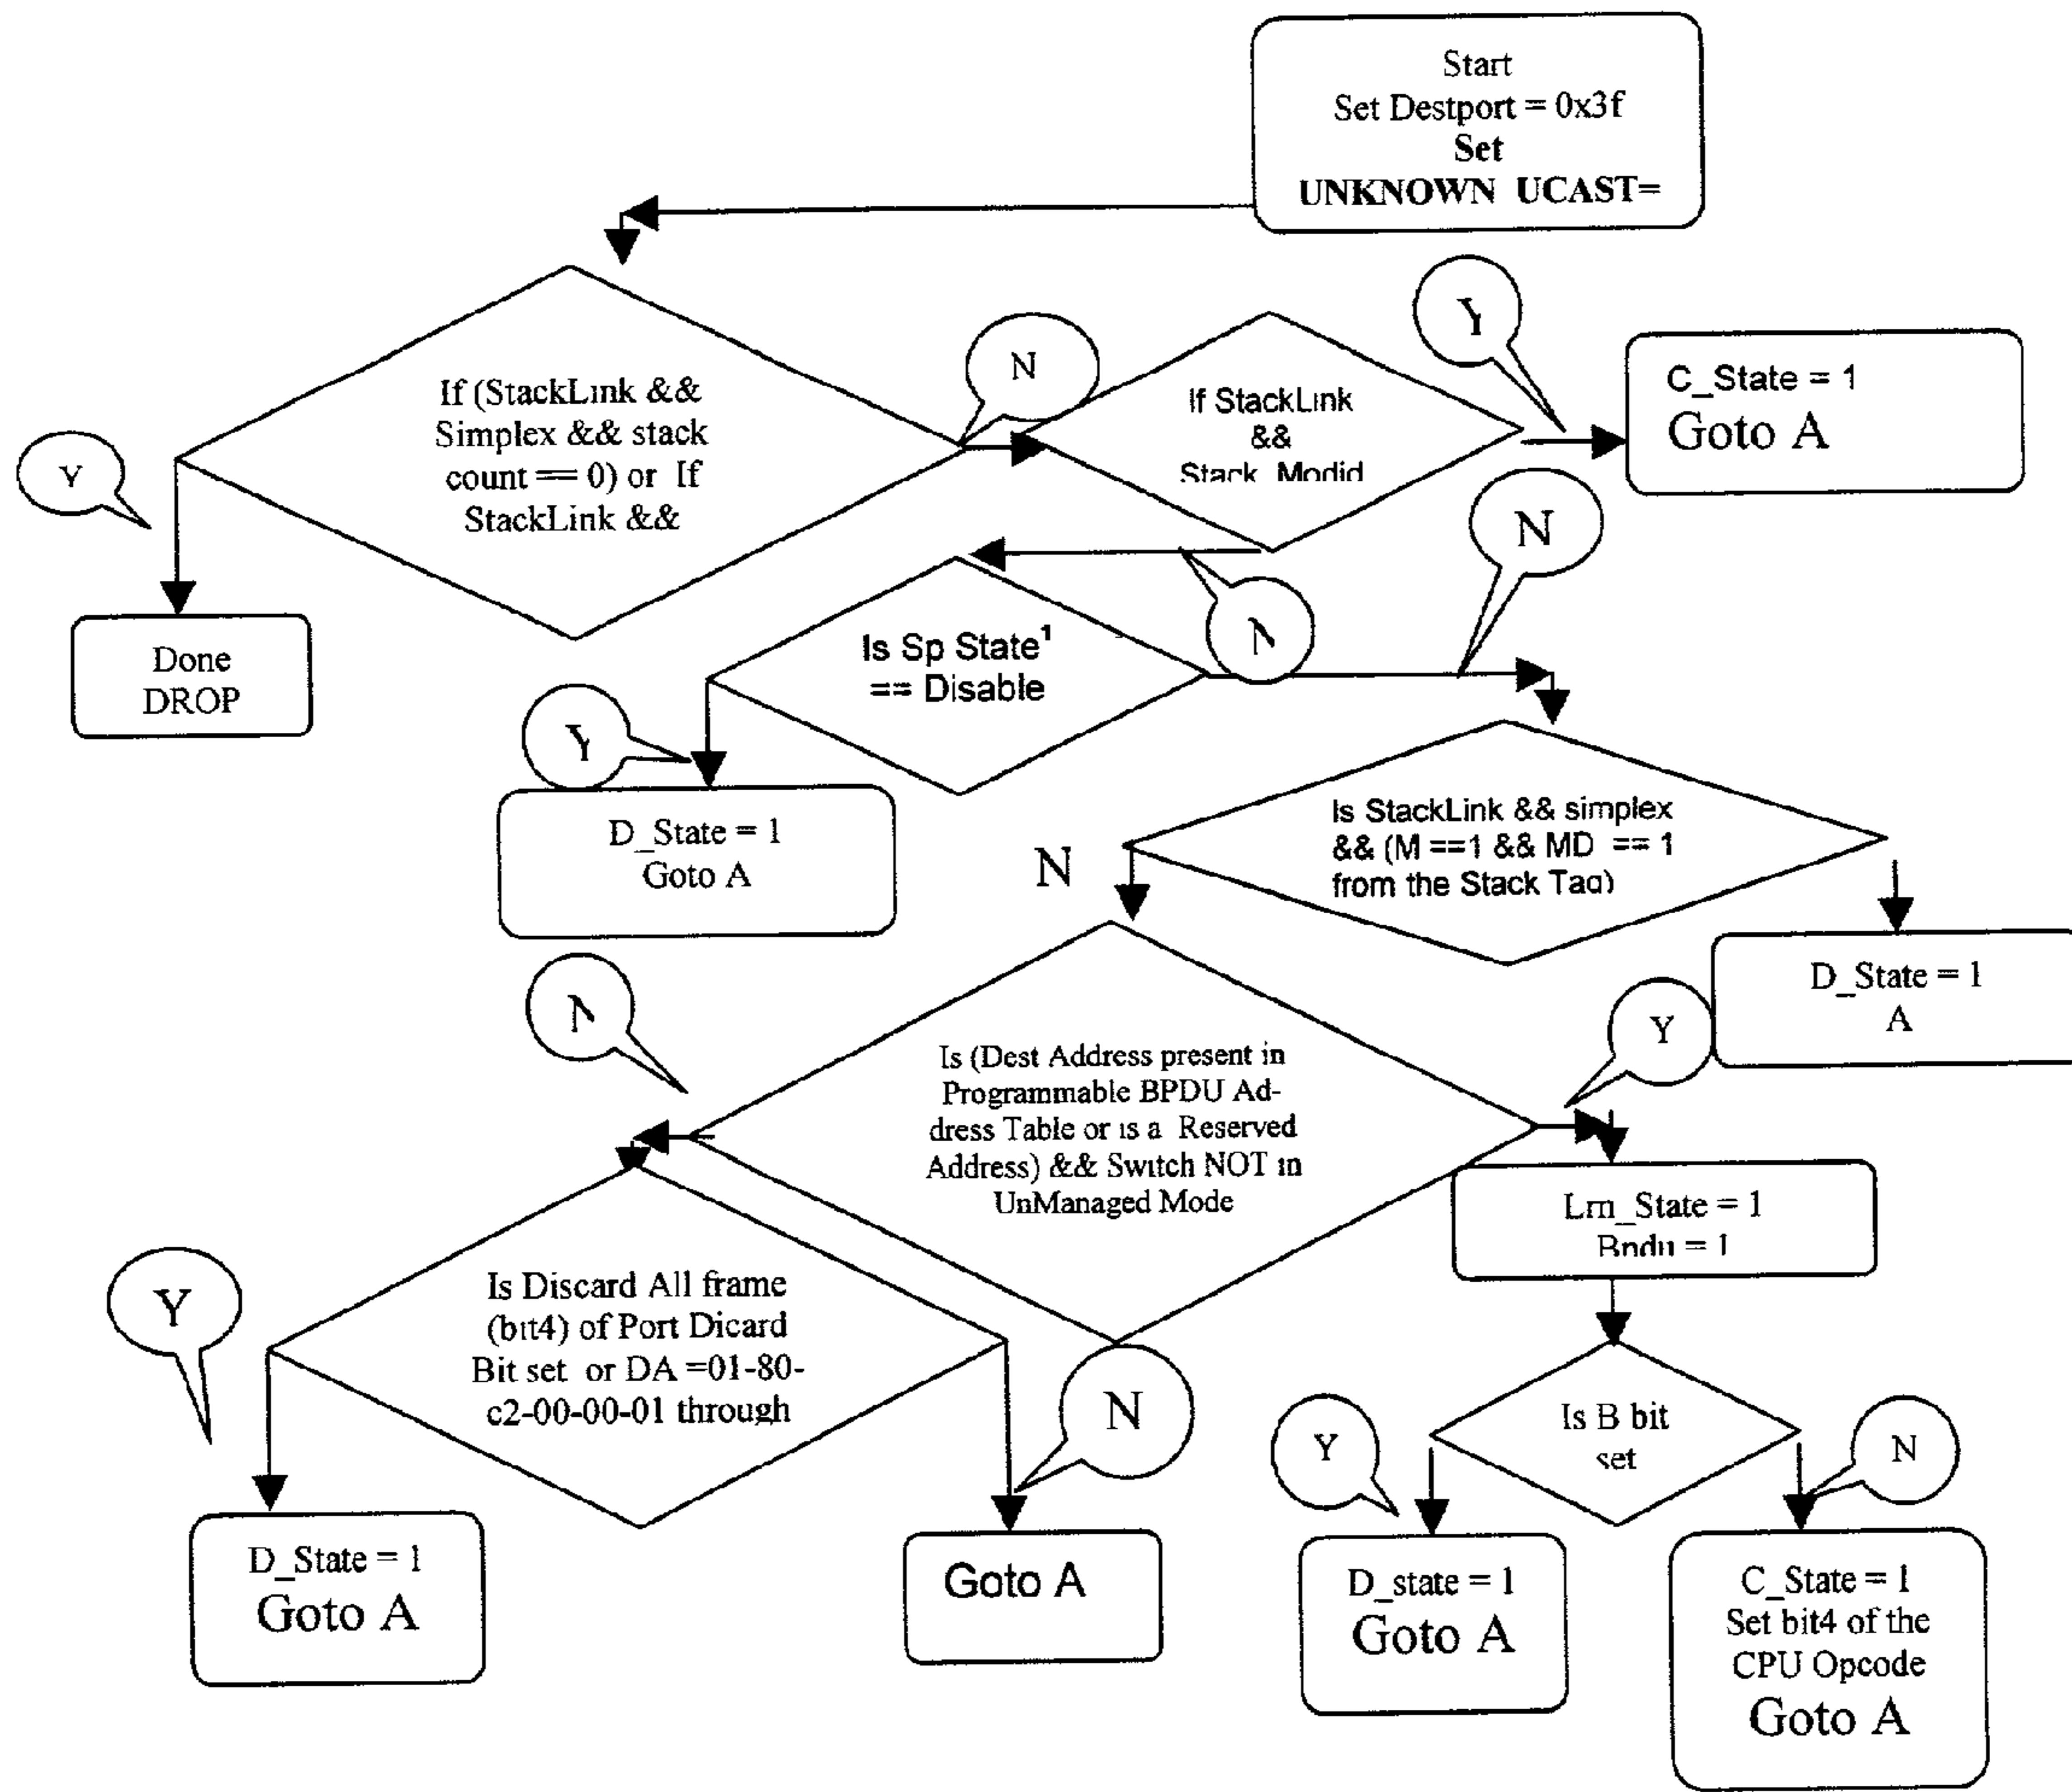 Start
Set Destport = 0x3f
Set
UNKNOWN UCAST=
If (StackLink &&
Simplex && stack
count == 0) or If
StackLink &&
Y
Done
DROP
N
If StackLink
&&
Stack Modid
Y
C_State = 1
Goto A
N
Is Sp State¹
== Disable
N
Y
D_State = 1
Goto A
Is StackLink && simplex
&& (M ==1 && MD == 1
from the Stack Tag)
N
D_State = 1
A
N
Is (Dest Address present in
Programmable BPDU Ad-
dress Table or is a Reserved
Address) && Switch NOT in
UnManaged Mode
Y
Lrn_State = 1
Bpdu = 1
Y
Is Discard All frame
(bit4) of Port Dicard
Bit set or DA =01-80-
c2-00-00-01 through
N
D_State = 1
Goto A
Goto A
Is B bit
set
Y
N
D_state = 1
Goto A
C_State = 1
Set bit4 of the
CPU Opcode
Goto A